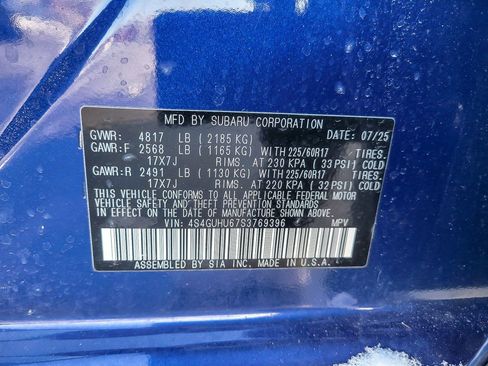 MFD BY SUBARU CORPORATION
GVWR: 4817 LB ( 2185 KG) DATE: 07/25
GAWR:F 2568 LB ( 1165 KG) WITH 225/60R17 TIRES.
17X7J RIMS. AT 230 KPA ( 33 PSI) COLD.
GAWR:R 2491 LB ( 1130 KG) WITH 225/60R17 TIRES.
17X7J RIMS. AT 220 KPA ( 32 PSI) COLD.
THIS VEHICLE CONFORMS TO ALL APPLICABLE FEDERAL MOTOR
VEHICLE SAFETY AND THEFT PREVENTION STANDARDS
IN EFFECT ON THE DATE OF MANUFACTURE SHOWN ABOVE.
VIN: 4S4GUHU67S3769396 MPV
ASSEMBLED BY SIA INC. MADE IN U.S.A.